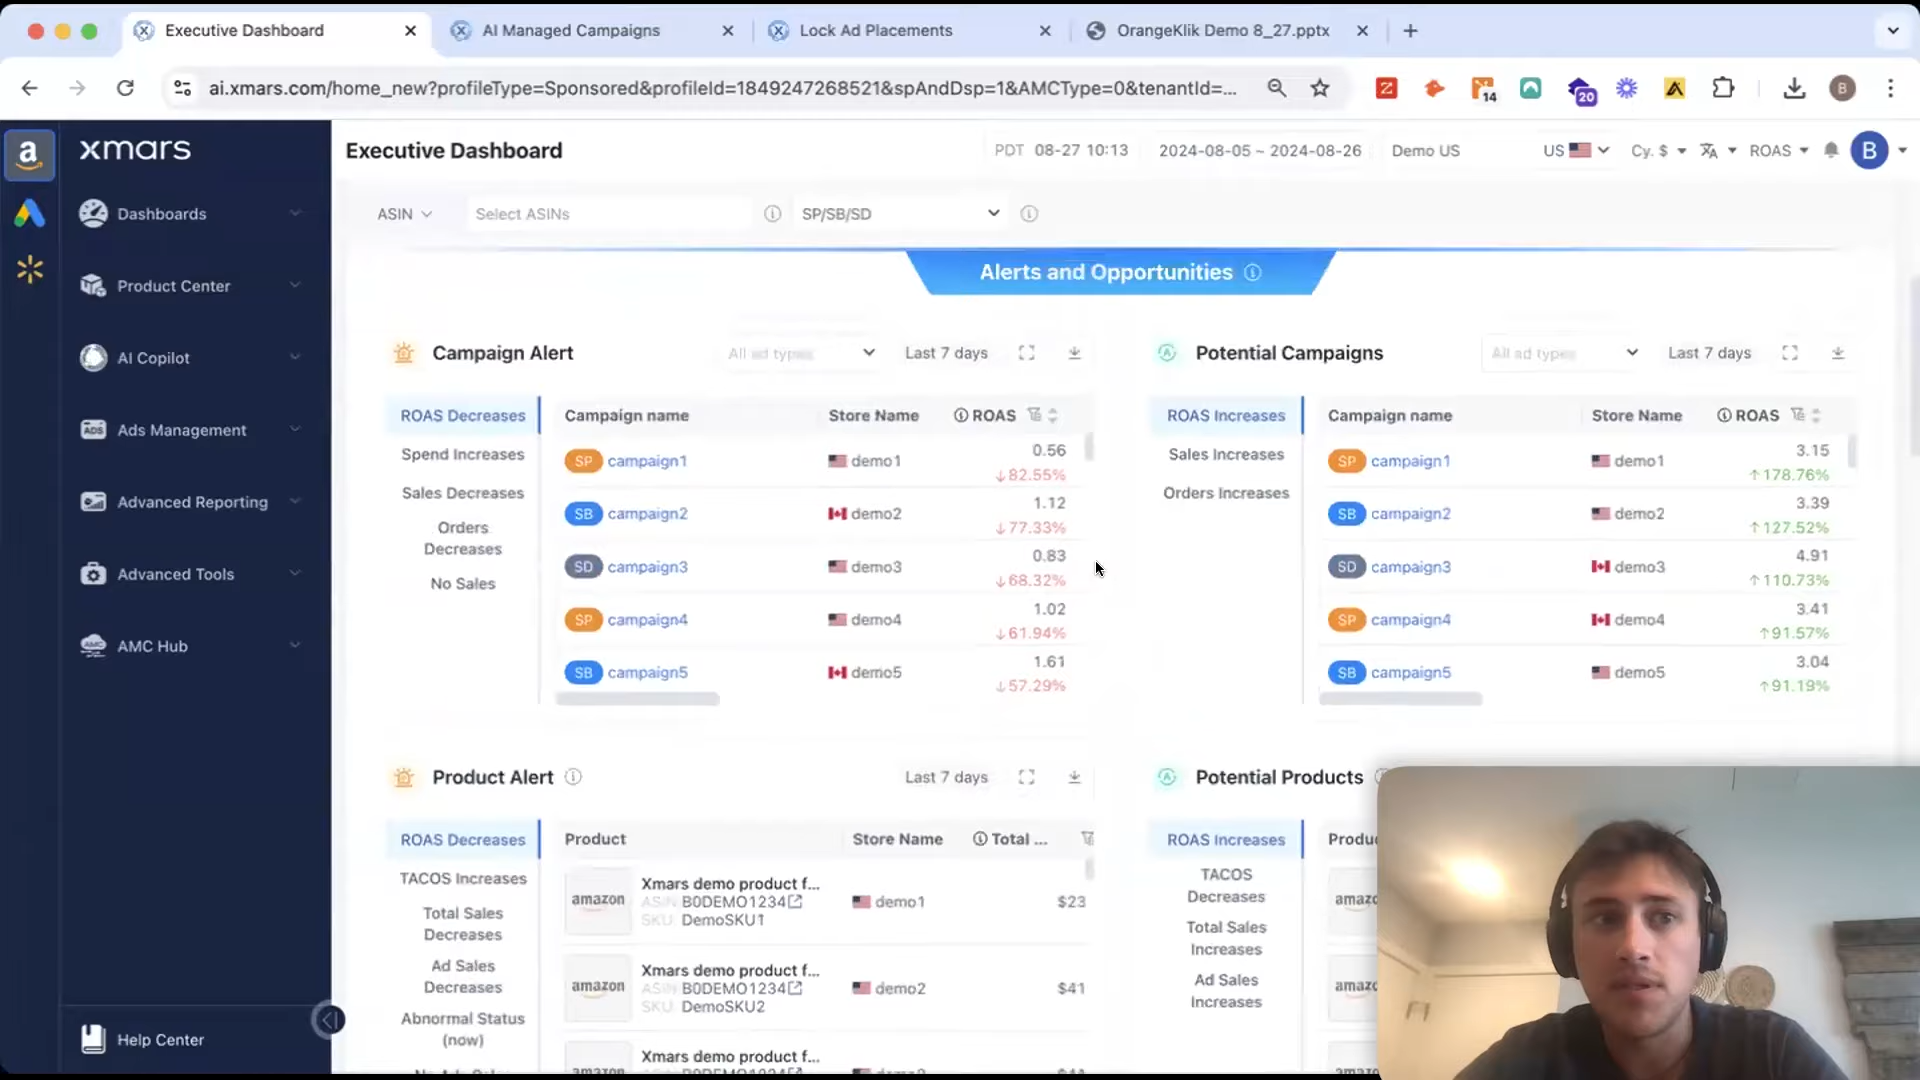 Executive Dashboard
AI Managed Campaigns
Lock Ad Placements
OrangeKlik Demo 8_27.pptx
ai.xmars.com/home_new?profileType=Sponsored&profileId=1849247268521&spAndDsp=1&AMCType=0&tenantId=...
14
20
B
a
xmars
Dashboards
Product Center
AI Copilot
ADS Ads Management
Advanced Reporting
Advanced Tools
AMC AMC Hub
Help Center
Executive Dashboard
PDT 08-27 10:13
2024-08-05 ~ 2024-08-26
Demo US
US
Cy. $
ROAS
B
ASIN
Select ASINs
SP/SB/SD
Alerts and Opportunities
Campaign Alert
All ad types
Last 7 days
ROAS Decreases
Spend Increases
Sales Decreases
Orders
Decreases
No Sales
Campaign name Store Name ROAS
SP campaign1 demo1 0.56
↓82.55%
SB campaign2 demo2 1.12
↓77.33%
SD campaign3 demo3 0.83
↓68.32%
SP campaign4 demo4 1.02
↓61.94%
SB campaign5 demo5 1.61
↓57.29%
Potential Campaigns
All ad types
Last 7 days
ROAS Increases
Sales Increases
Orders Increases
Campaign name Store Name ROAS
SP campaign1 demo1 3.15
↑178.76%
SB campaign2 demo2 3.39
↑127.52%
SD campaign3 demo3 4.91
↑110.73%
SP campaign4 demo4 3.41
↑91.57%
SB campaign5 demo5 3.04
↑91.19%
Product Alert
Last 7 days
ROAS Decreases
TACOS Increases
Total Sales
Decreases
Ad Sales
Decreases
Abnormal Status
(now)
Product Store Name Total ...
amazon
Xmars demo product f...
ASIN: B0DEMO1234
SKU: DemoSKU1
demo1
$23
amazon
Xmars demo product f...
ASIN: B0DEMO1234
SKU: DemoSKU2
demo2
$41
Xmars demo product f...
Potential Products
ROAS Increases
TACOS
Decreases
Total Sales
Increases
Ad Sales
Increases